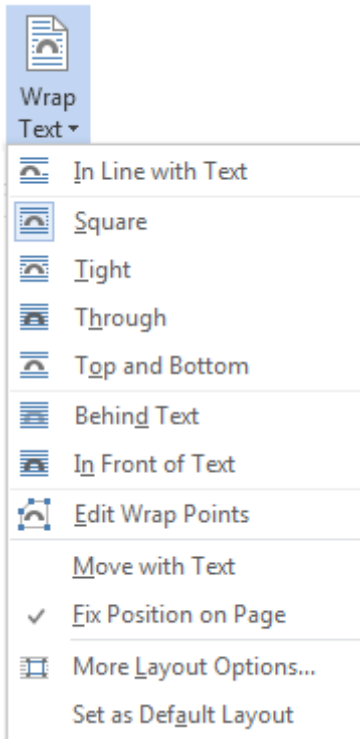 Wrap
Text
In Line with Text
Square
Tight
Through
Top and Bottom
Behind Text
In Front of Text
Edit Wrap Points
Move with Text
Fix Position on Page
More Layout Options...
Set as Default Layout